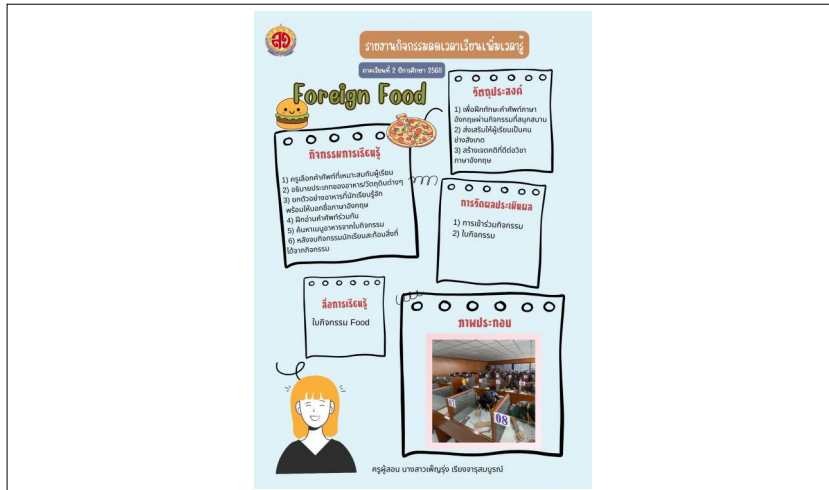 รายงานกิจกรรมลดเวลาเรียนเพิ่มเวลารู้
ภาคเรียนที่ 2 ปีการศึกษา 2568
Foreign Food
วัตถุประสงค์
1) เพื่อฝึกทักษะคำศัพท์ภาษา
อังกฤษผ่านกิจกรรมที่สนุกสนาน
2) ส่งเสริมให้ผู้เรียนเป็นคน
ช่างสังเกต
3) สร้างเจตคติที่ดีต่อวิชา
ภาษาอังกฤษ
กิจกรรมการเรียนรู้
1) ครูเลือกคำศัพท์ที่เหมาะสมกับผู้เรียน
2) อธิบายประเภทของอาหาร/วัตถุดิบต่างๆ
3) ยกตัวอย่างอาหารที่นักเรียนรู้จัก
พร้อมให้บอกชื่อภาษาอังกฤษ
4) ฝึกอ่านคำศัพท์ร่วมกัน
5) ค้นหาเมนูอาหารจากใบกิจกรรม
6) หลังจบกิจกรรมนักเรียนสะท้อนสิ่งที่
ได้จากกิจกรรม
การวัดผลประเมินผล
1) การเข้าร่วมกิจกรรม
2) ใบกิจกรรม
สื่อการเรียนรู้
ใบกิจกรรม Food
ภาพประกอบ
08
ครูผู้สอน นางสาวเพ็ญรุ่ง เรียงจารุสมบูรณ์